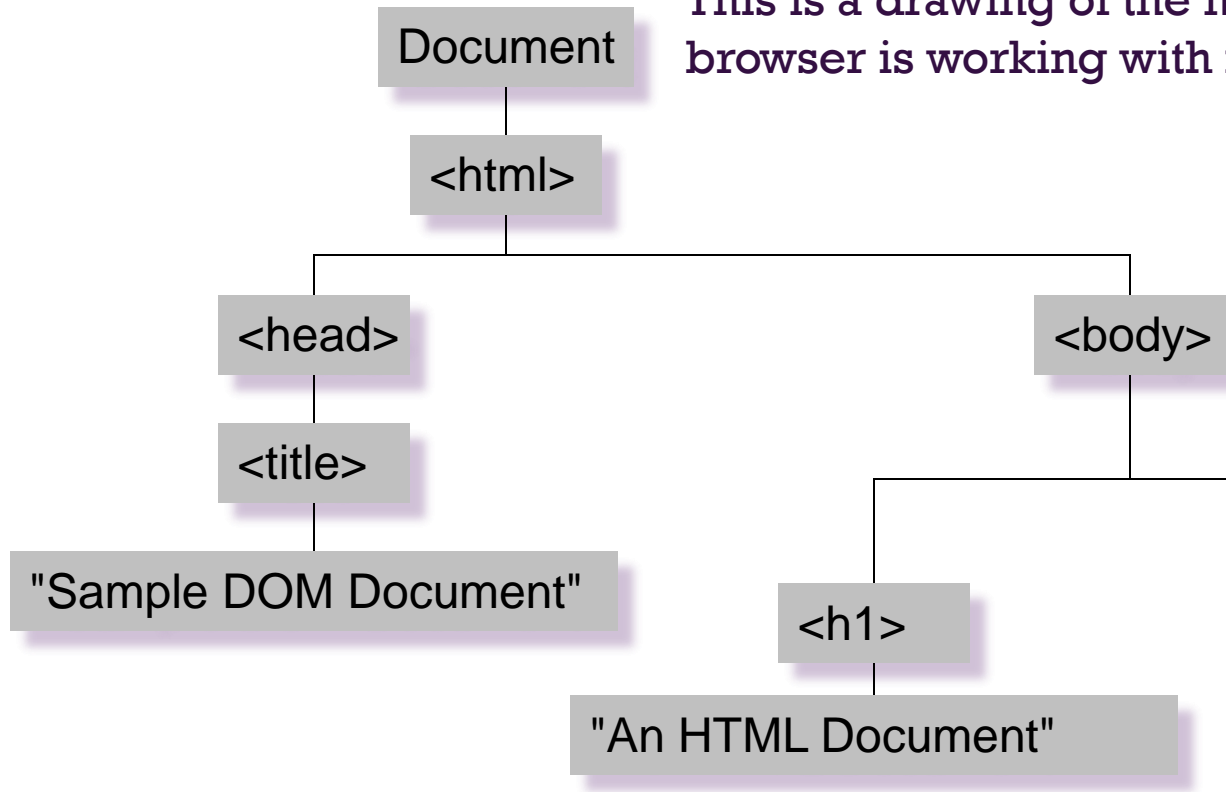 This is a drawing of the
browser is working with
Document
<html>
<head>
<body>
<title>
"Sample DOM Document"
<h1>
"An HTML Document"